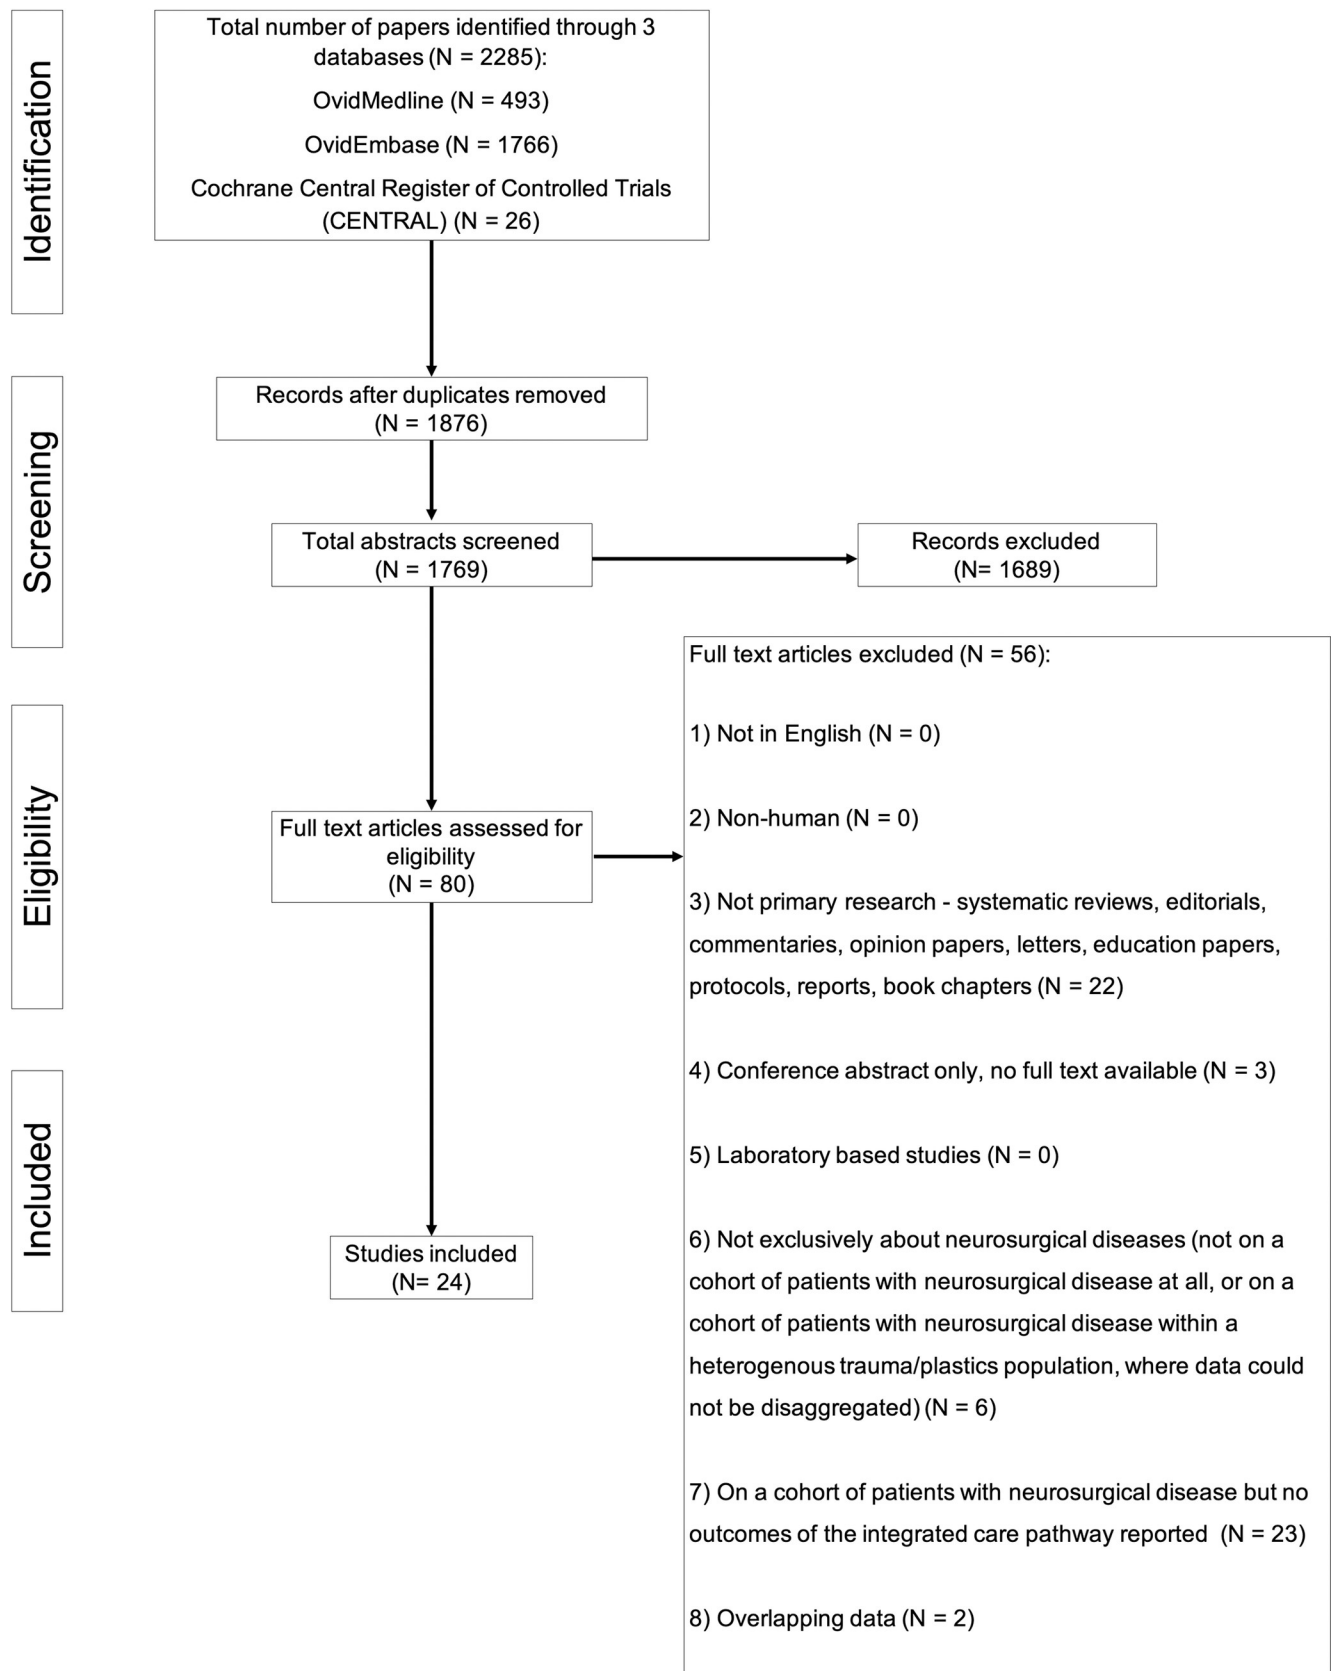 Identification
Total number of papers identified through 3
databases (N = 2285):
OvidMedline (N = 493)
OvidEmbase (N = 1766)
Cochrane Central Register of Controlled Trials
(CENTRAL) (N = 26)
Screening
Records after duplicates removed
(N = 1876)
Total abstracts screened
(N = 1769)
Records excluded
(N= 1689)
Eligibility
Full text articles assessed for
eligibility
(N = 80)
Full text articles excluded (N = 56):
1) Not in English (N = 0)
2) Non-human (N = 0)
3) Not primary research - systematic reviews, editorials,
commentaries, opinion papers, letters, education papers,
protocols, reports, book chapters (N = 22)
4) Conference abstract only, no full text available (N = 3)
5) Laboratory based studies (N = 0)
6) Not exclusively about neurosurgical diseases (not on a
cohort of patients with neurosurgical disease at all, or on a
cohort of patients with neurosurgical disease within a
heterogenous trauma/plastics population, where data could
not be disaggregated) (N = 6)
7) On a cohort of patients with neurosurgical disease but no
outcomes of the integrated care pathway reported (N = 23)
8) Overlapping data (N = 2)
Included
Studies included
(N= 24)